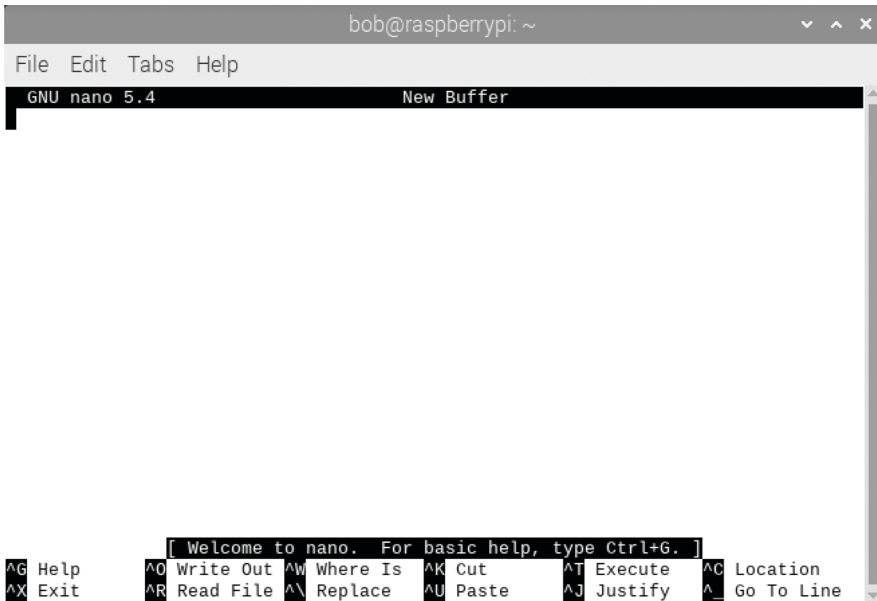 bob@raspberrypi: ~
File Edit Tabs Help
GNU nano 5.4 New Buffer
[ Welcome to nano. For basic help, type Ctrl+G. ]
^G Help ^O Write Out ^W Where Is ^K Cut ^T Execute ^C Location
^X Exit ^R Read File ^\ Replace ^U Paste ^J Justify ^_ Go To Line